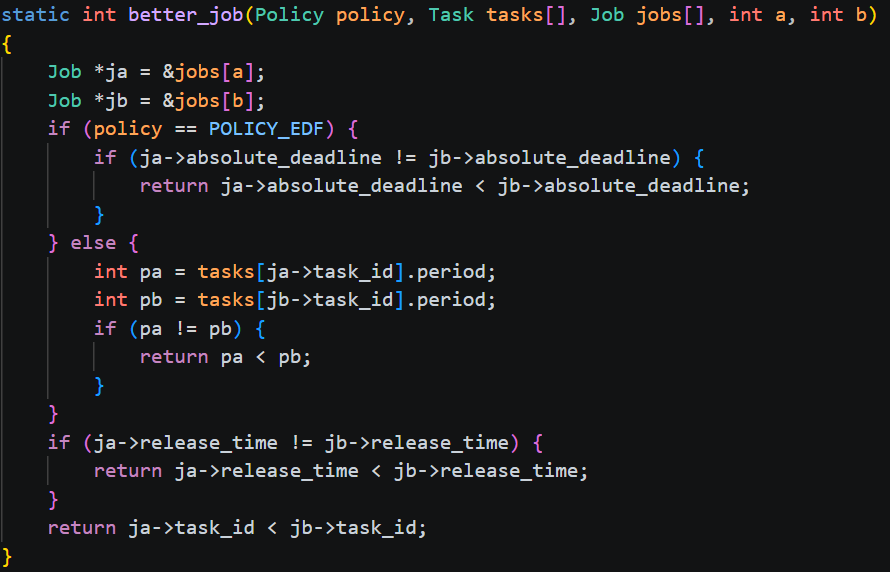 static int better_job(Policy policy, Task tasks[], Job jobs[], int a, int b)
{
    Job *ja = &jobs[a];
    Job *jb = &jobs[b];
    if (policy == POLICY_EDF) {
        if (ja->absolute_deadline != jb->absolute_deadline) {
            return ja->absolute_deadline < jb->absolute_deadline;
        }
    } else {
        int pa = tasks[ja->task_id].period;
        int pb = tasks[jb->task_id].period;
        if (pa != pb) {
            return pa < pb;
        }
    }
    if (ja->release_time != jb->release_time) {
        return ja->release_time < jb->release_time;
    }
    return ja->task_id < jb->task_id;
}